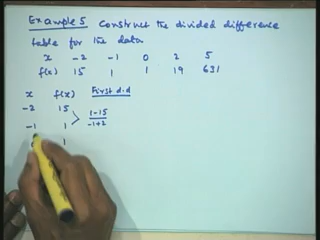 Example 5 Construct the divided difference
table for the data
x -2 -1 0 2 5
f(x) 15 1 1 19 631
x f(x) First d.d
-2 15
1-15
-1+2
-1 1
1